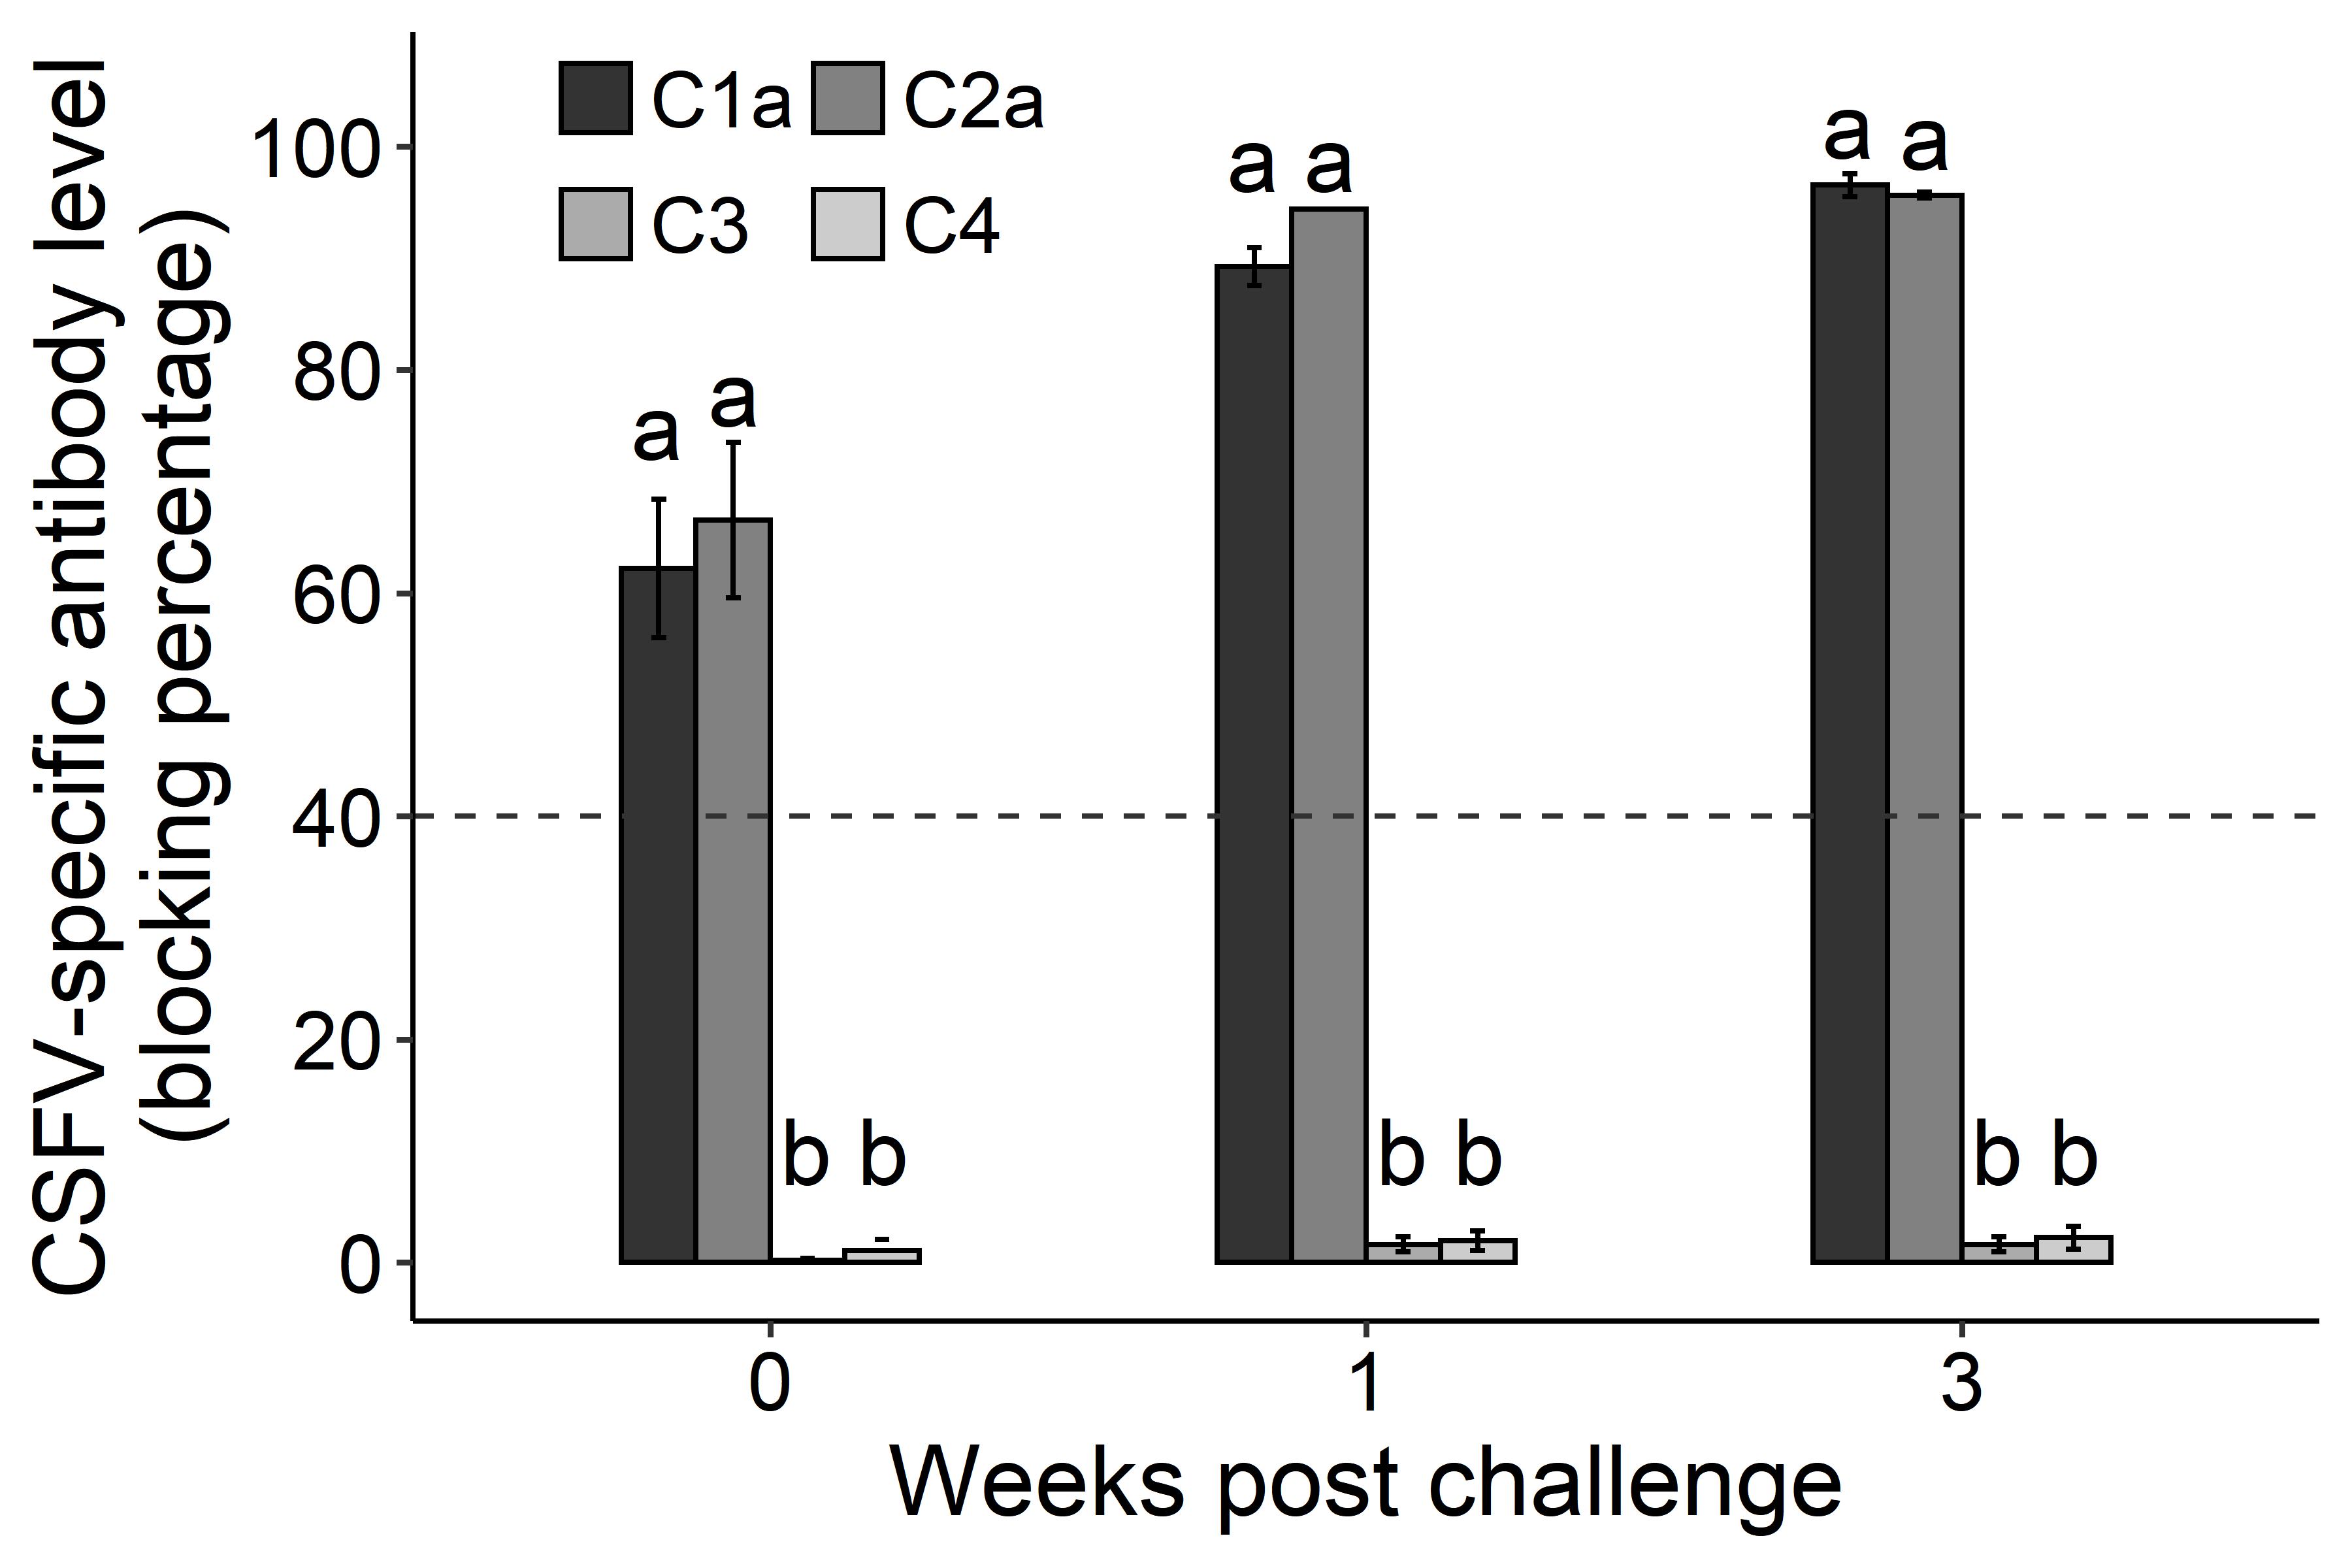 CSFV-specific antibody level
(blocking percentage)
C1a C2a
C3 C4
100
80
60
40
20
0
a a a a a a
b b b b b b
0 1 3
Weeks post challenge